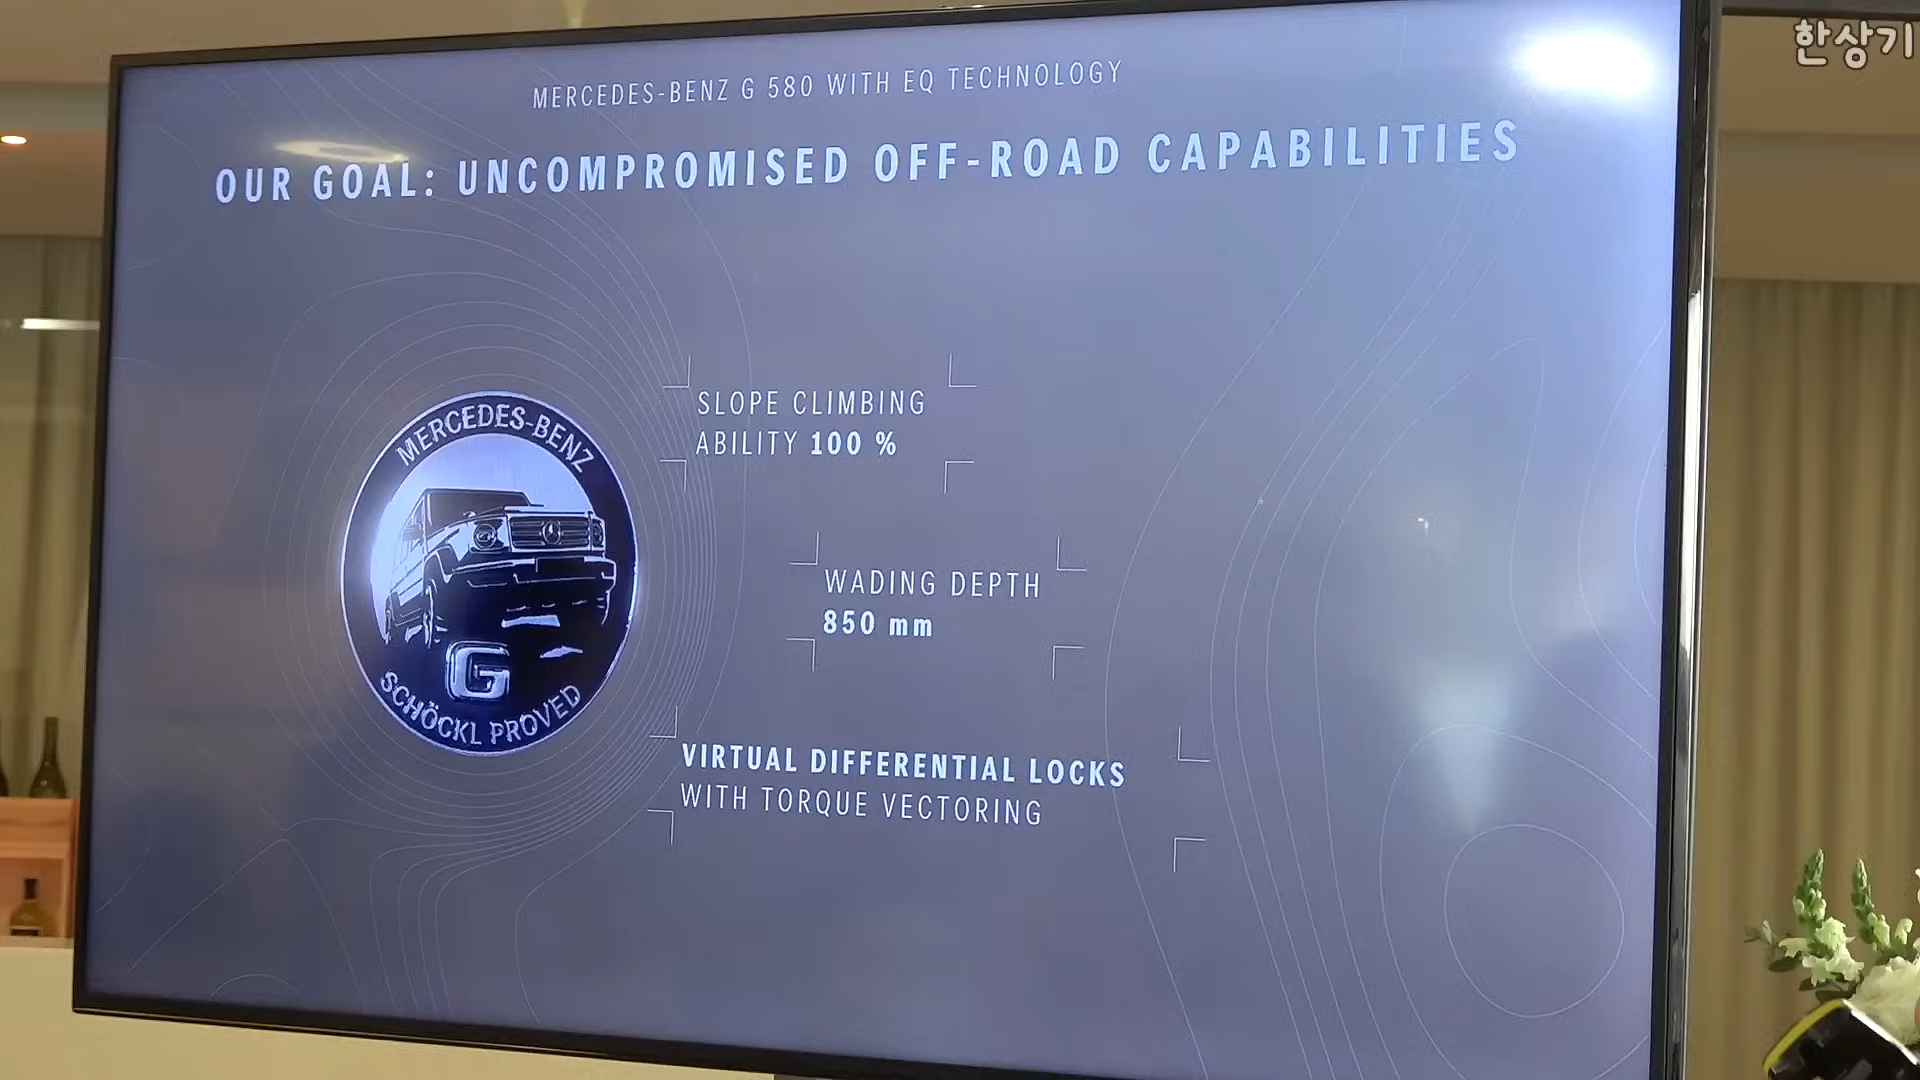 한상기
MERCEDES-BENZ G 580 WITH EQ TECHNOLOGY
OUR GOAL: UNCOMPROMISED OFF-ROAD CAPABILITIES
SLOPE CLIMBING
ABILITY 100 %
MERCEDES-BENZ
G
SCHÖCKL PROVED
WADING DEPTH
850 mm
VIRTUAL DIFFERENTIAL LOCKS
WITH TORQUE VECTORING